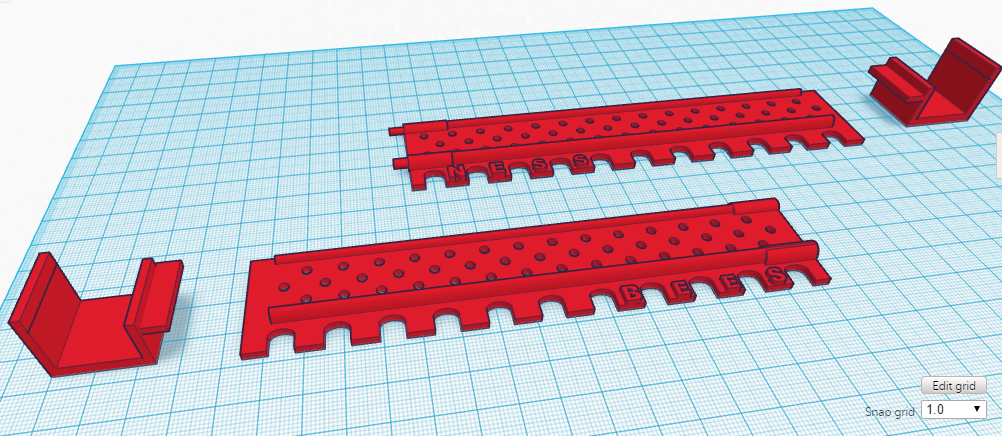 NESS
BEES
Edit grid
Snap grid 1.0